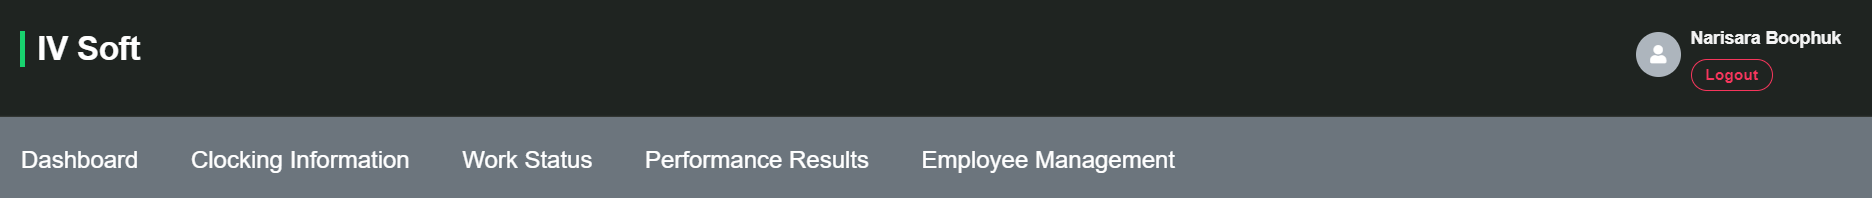 IV Soft
Narisara Boophuk
Logout
Dashboard Clocking Information Work Status Performance Results Employee Management